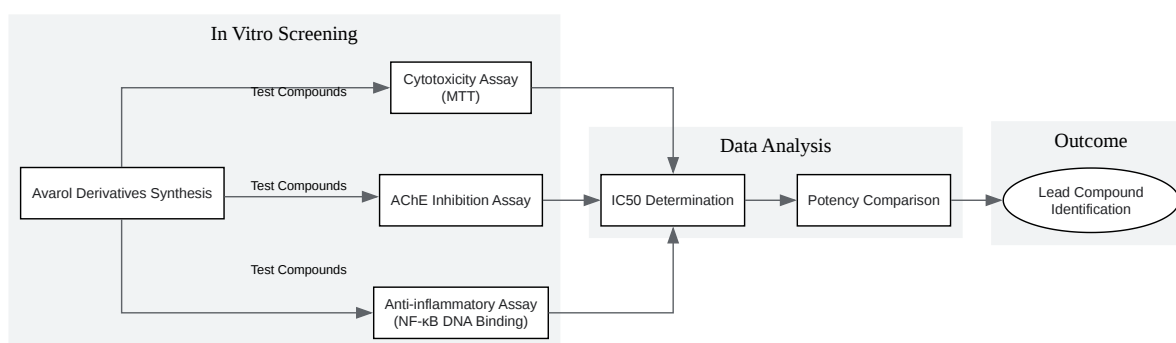 In Vitro Screening
Test Compounds
Cytotoxicity Assay
(MTT)
Avarol Derivatives Synthesis
Test Compounds
AChE Inhibition Assay
Test Compounds
Anti-inflammatory Assay
(NF-κB DNA Binding)
Data Analysis
IC50 Determination
Potency Comparison
Outcome
Lead Compound
Identification